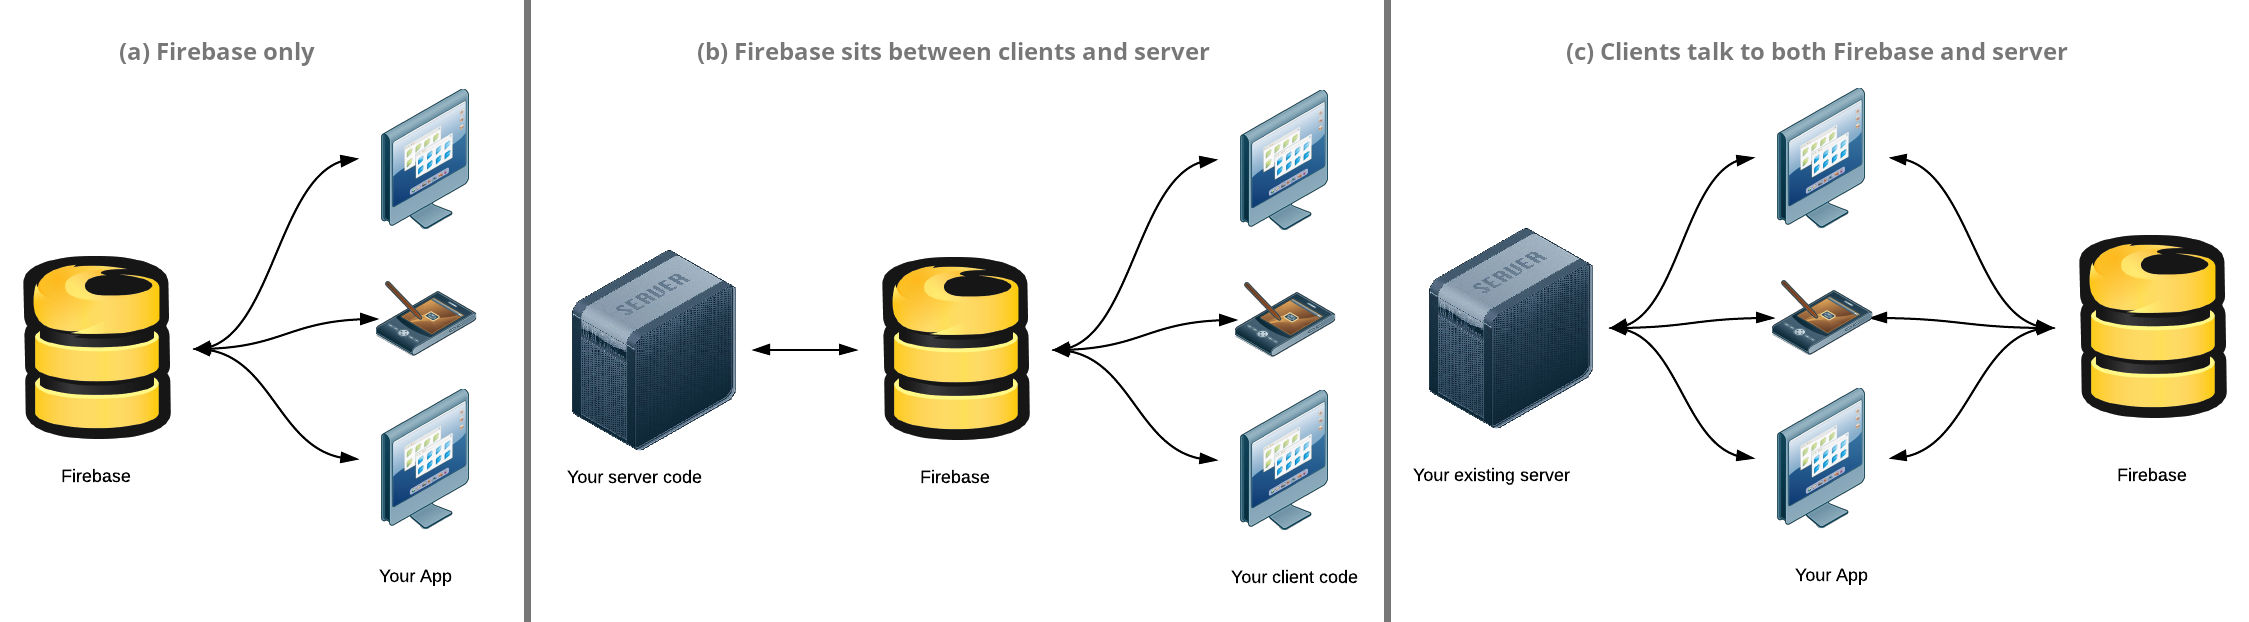 (a) Firebase only
Firebase
Your App
(b) Firebase sits between clients and server
SERVER
Your server code
Firebase
Your client code
(c) Clients talk to both Firebase and server
SERVER
Your existing server
Your App
Firebase